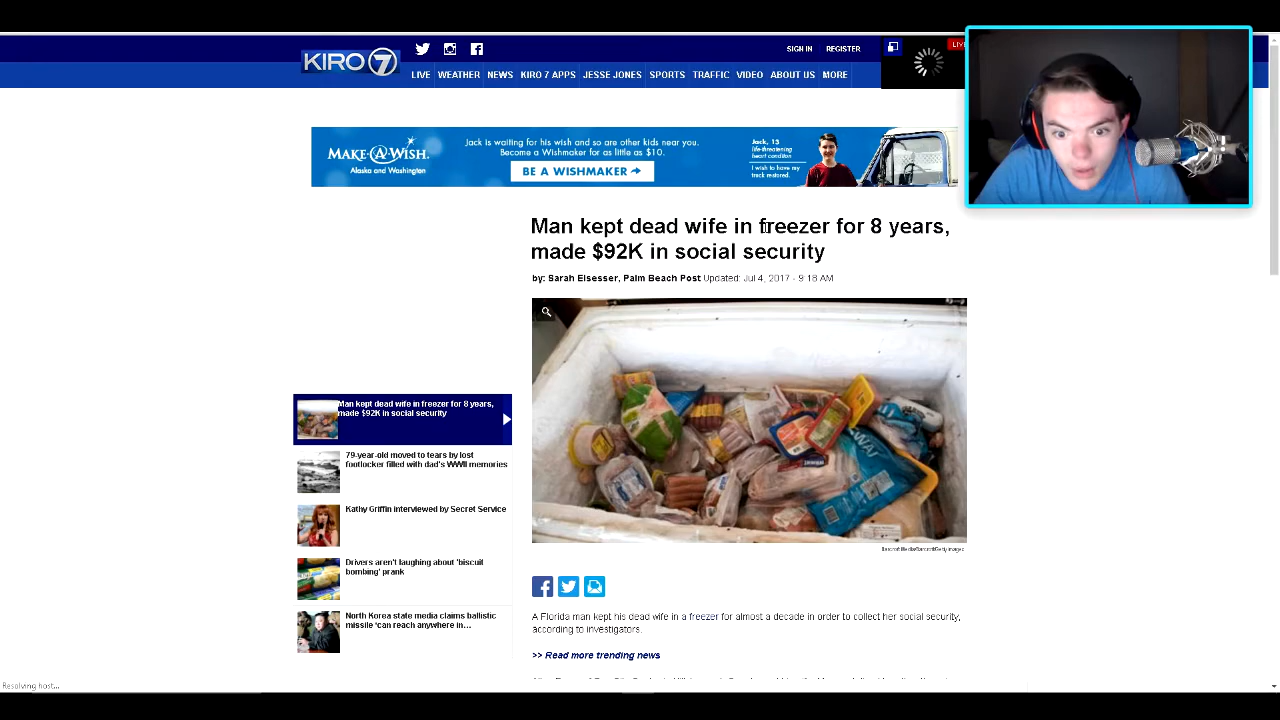 KIRO 7
SIGN IN REGISTER
LIVE WEATHER NEWS KIRO 7 APPS JESSE JONES SPORTS TRAFFIC VIDEO ABOUT US MORE
MAKE-A-WISH.
Alaska and Washington
Jack is waiting for his wish and so are other kids near you.
Become a Wishmaker for as little as $10.
BE A WISHMAKER
Jack, 13
life-threatening
heart condition
I wish to have my
truck restored.
Man kept dead wife in freezer for 8 years,
made $92K in social security
by: Sarah Elsesser, Palm Beach Post Updated: Jul 4, 2017 - 9:18 AM
Man kept dead wife in freezer for 8 years,
made $92K in social security
79-year-old moved to tears by lost
footlocker filled with dad's WWII memories
Kathy Griffin interviewed by Secret Service
Drivers aren't laughing about 'biscuit
bombing' prank
North Korea state media claims ballistic
missile 'can reach anywhere in...
A Florida man kept his dead wife in a freezer for almost a decade in order to collect her social security,
according to investigators.
>> Read more trending news
Resolving host...